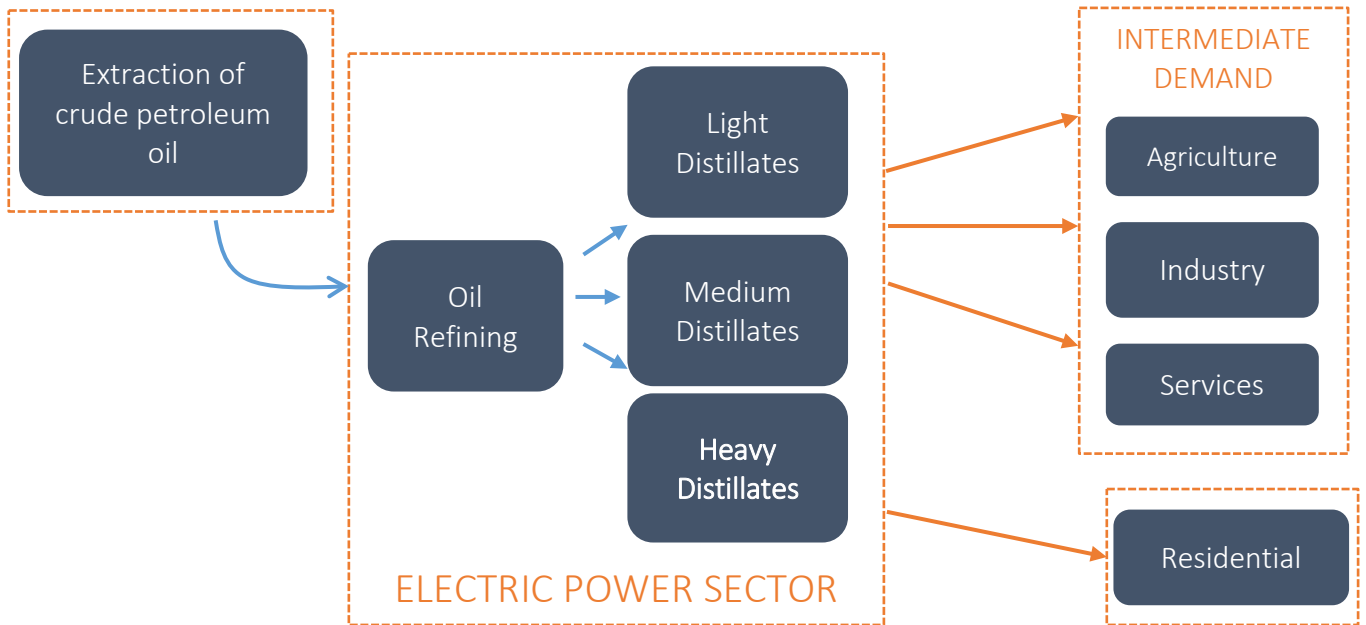 Extraction of
crude petroleum
oil
Oil
Refining
Light
Distillates
Medium
Distillates
Heavy
Distillates
ELECTRIC POWER SECTOR
INTERMEDIATE
DEMAND
Agriculture
Industry
Services
Residential